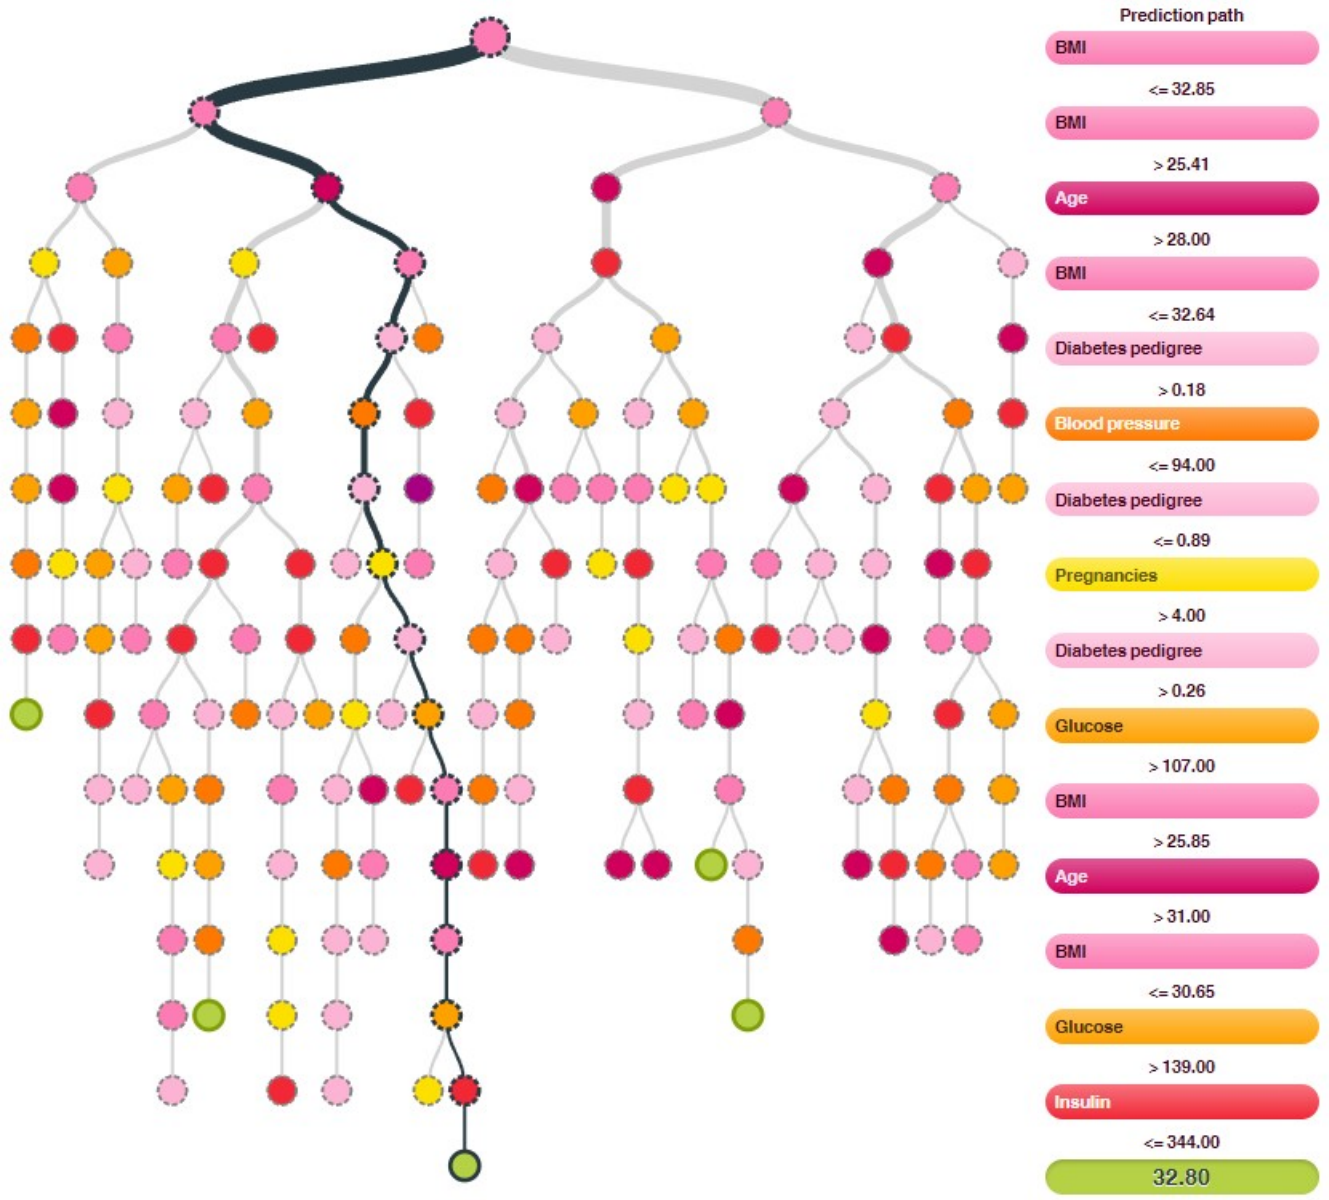 Prediction path
BMI
<= 32.85
BMI
> 25.41
Age
> 28.00
BMI
<= 32.64
Diabetes pedigree
> 0.18
Blood pressure
<= 94.00
Diabetes pedigree
<= 0.89
Pregnancies
> 4.00
Diabetes pedigree
> 0.26
Glucose
> 107.00
BMI
> 25.85
Age
> 31.00
BMI
<= 30.65
Glucose
> 139.00
Insulin
<= 344.00
32.80